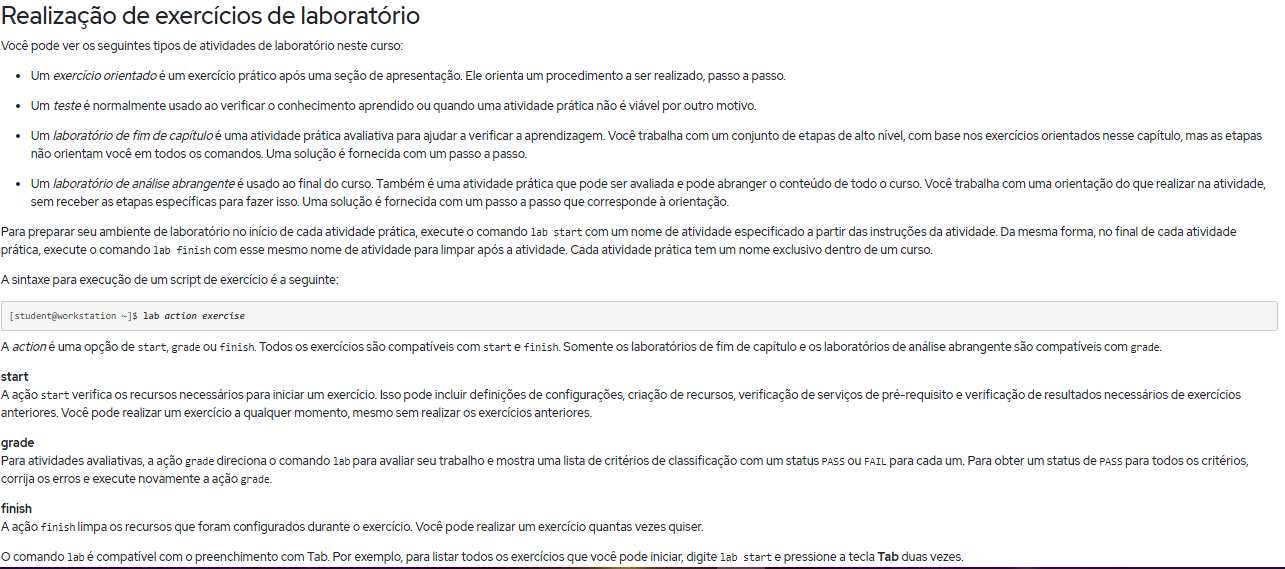 Realização de exercícios de laboratório
Você pode ver os seguintes tipos de atividades de laboratório neste curso:
• Um exercício orientado é um exercício prático após uma seção de apresentação. Ele orienta um procedimento a ser realizado, passo a passo.
• Um teste é normalmente usado ao verificar o conhecimento aprendido ou quando uma atividade prática não é viável por outro motivo.
• Um laboratório de fim de capítulo é uma atividade prática avaliativa para ajudar a verificar a aprendizagem. Você trabalha com um conjunto de etapas de alto nível, com base nos exercícios orientados nesse capítulo, mas as etapas
não orientam você em todos os comandos. Uma solução é fornecida com um passo a passo.
• Um laboratório de análise abrangente é usado ao final do curso. Também é uma atividade prática que pode ser avaliada e pode abranger o conteúdo de todo o curso. Você trabalha com uma orientação do que realizar na atividade,
sem receber as etapas específicas para fazer isso. Uma solução é fornecida com um passo a passo que corresponde à orientação.
Para preparar seu ambiente de laboratório no início de cada atividade prática, execute o comando lab start com um nome de atividade especificado a partir das instruções da atividade. Da mesma forma, no final de cada atividade
prática, execute o comando lab finish com esse mesmo nome de atividade para limpar após a atividade. Cada atividade prática tem um nome exclusivo dentro de um curso.
A sintaxe para execução de um script de exercício é a seguinte:
[student@workstation ~]$ lab action exercise
A action é uma opção de start, grade ou finish. Todos os exercícios são compatíveis com start e finish. Somente os laboratórios de fim de capítulo e os laboratórios de análise abrangente são compatíveis com grade.
start
A ação start verifica os recursos necessários para iniciar um exercício. Isso pode incluir definições de configurações, criação de recursos, verificação de serviços de pré-requisito e verificação de resultados necessários de exercícios
anteriores. Você pode realizar um exercício a qualquer momento, mesmo sem realizar os exercícios anteriores.
grade
Para atividades avaliativas, a ação grade direciona o comando lab para avaliar seu trabalho e mostra uma lista de critérios de classificação com um status PASS ou FAIL para cada um. Para obter um status de PASS para todos os critérios,
corrija os erros e execute novamente a ação grade.
finish
A ação finish limpa os recursos que foram configurados durante o exercício. Você pode realizar um exercício quantas vezes quiser.
O comando lab é compatível com o preenchimento com Tab. Por exemplo, para listar todos os exercícios que você pode iniciar, digite lab start e pressione a tecla Tab duas vezes.